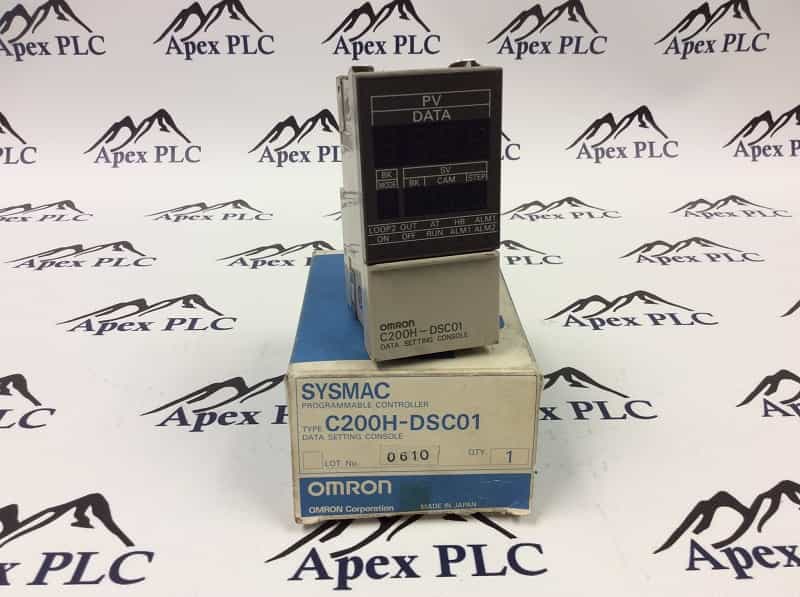 Apex PLC
PV
DATA
BK SV
MODE BK CAM STEP
LOOP2 OUT AT HB ALM1
ON OFF RUN ALM1 ALM2
OMRON
C200H-DSC01
DATA SETTING CONSOLE
SYSMAC
PROGRAMMABLE CONTROLLER
TYPE C200H-DSC01
DATA SETTING CONSOLE
LOT No. 0610 QTY. 1
OMRON
OMRON Corporation MADE IN JAPAN